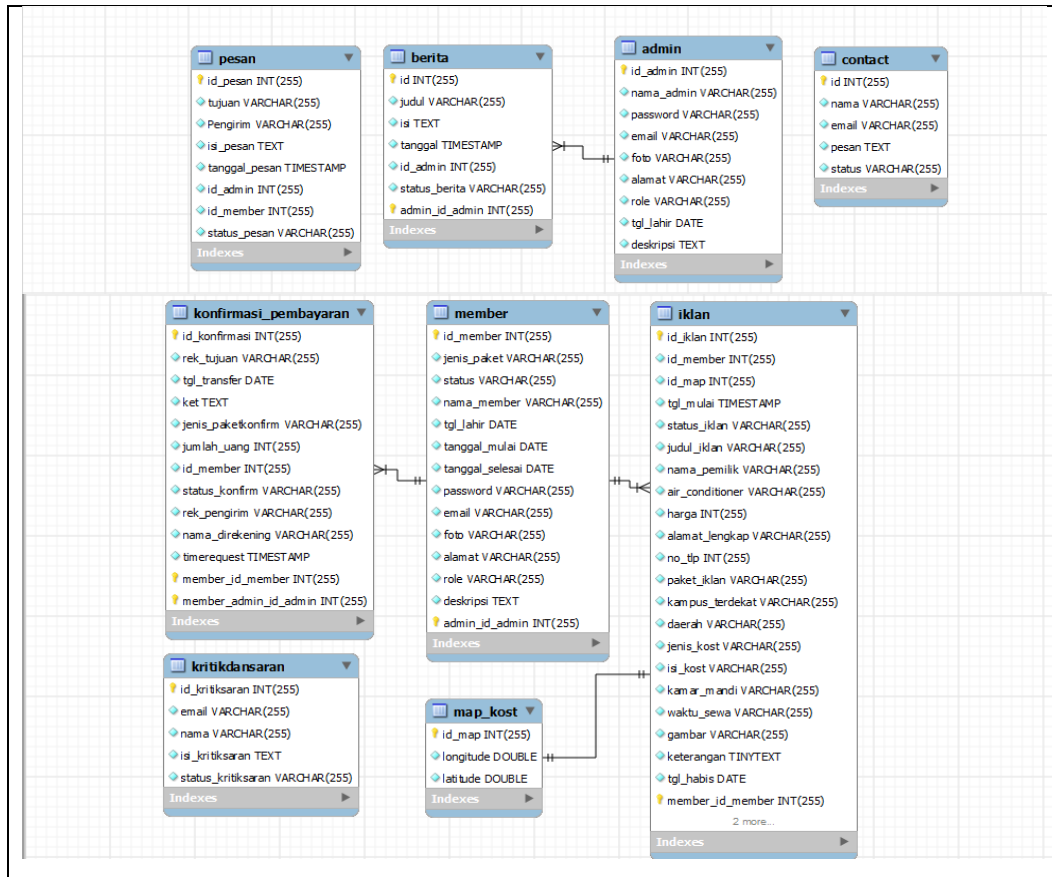 pesan
id_pesan INT(255)
tujuan VARCHAR(255)
Pengirim VARCHAR(255)
isi_pesan TEXT
tanggal_pesan TIMESTAMP
id_admin INT(255)
id_member INT(255)
status_pesan VARCHAR(255)
Indexes
berita
id INT(255)
judul VARCHAR(255)
isi TEXT
tanggal TIMESTAMP
id_admin INT(255)
status_berita VARCHAR(255)
admin_id_admin INT(255)
Indexes
admin
id_admin INT(255)
nama_admin VARCHAR(255)
password VARCHAR(255)
email VARCHAR(255)
foto VARCHAR(255)
alamat VARCHAR(255)
role VARCHAR(255)
tgl_lahir DATE
deskripsi TEXT
Indexes
contact
id INT(255)
nama VARCHAR(255)
email VARCHAR(255)
pesan TEXT
status VARCHAR(255)
Indexes
konfirmasi_pembayaran
id_konfirmasi INT(255)
rek_tujuan VARCHAR(255)
tgl_transfer DATE
ket TEXT
jenis_paketkonfirm VARCHAR(255)
jumlah_uang INT(255)
id_member INT(255)
status_konfirm VARCHAR(255)
rek_pengirim VARCHAR(255)
nama_direkening VARCHAR(255)
timerequest TIMESTAMP
member_id_member INT(255)
member_admin_id_admin INT(255)
Indexes
member
id_member INT(255)
jenis_paket VARCHAR(255)
status VARCHAR(255)
nama_member VARCHAR(255)
tgl_lahir DATE
tanggal_mulai DATE
tanggal_selesai DATE
password VARCHAR(255)
email VARCHAR(255)
foto VARCHAR(255)
alamat VARCHAR(255)
role VARCHAR(255)
deskripsi TEXT
admin_id_admin INT(255)
Indexes
iklan
id_iklan INT(255)
id_member INT(255)
id_map INT(255)
tgl_mulai TIMESTAMP
status_iklan VARCHAR(255)
judul_iklan VARCHAR(255)
nama_pemilik VARCHAR(255)
air_conditioner VARCHAR(255)
harga INT(255)
alamat_lengkap VARCHAR(255)
no_tlp INT(255)
paket_iklan VARCHAR(255)
kampus_terdekat VARCHAR(255)
daerah VARCHAR(255)
jenis_kost VARCHAR(255)
isi_kost VARCHAR(255)
kamar_mandi VARCHAR(255)
waktu_sewa VARCHAR(255)
gambar VARCHAR(255)
keterangan TINYTEXT
tgl_habis DATE
member_id_member INT(255)
2 more...
Indexes
kritikdansaran
id_kritiksaran INT(255)
email VARCHAR(255)
nama VARCHAR(255)
isi_kritiksaran TEXT
status_kritiksaran VARCHAR(255)
Indexes
map_kost
id_map INT(255)
longitude DOUBLE
latitude DOUBLE
Indexes